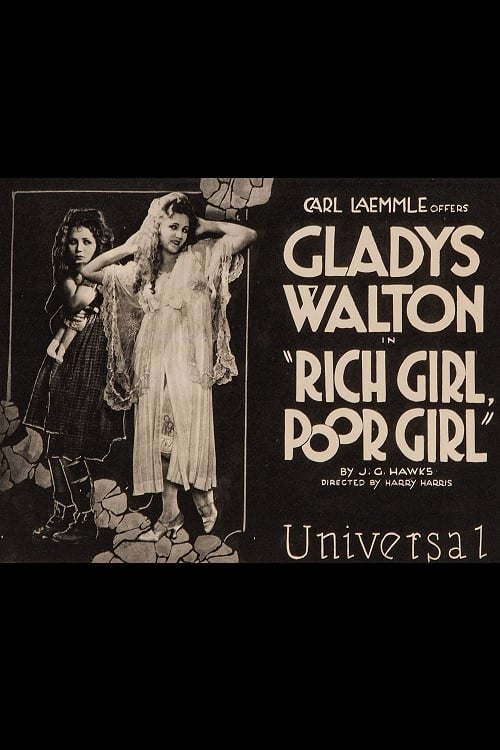 CARL LAEMMLE OFFERS
GLADYS
WALTON
IN
"RICH GIRL,
POOR GIRL"
BY J. G. HAWKS
DIRECTED BY HARRY HARRIS
Universal